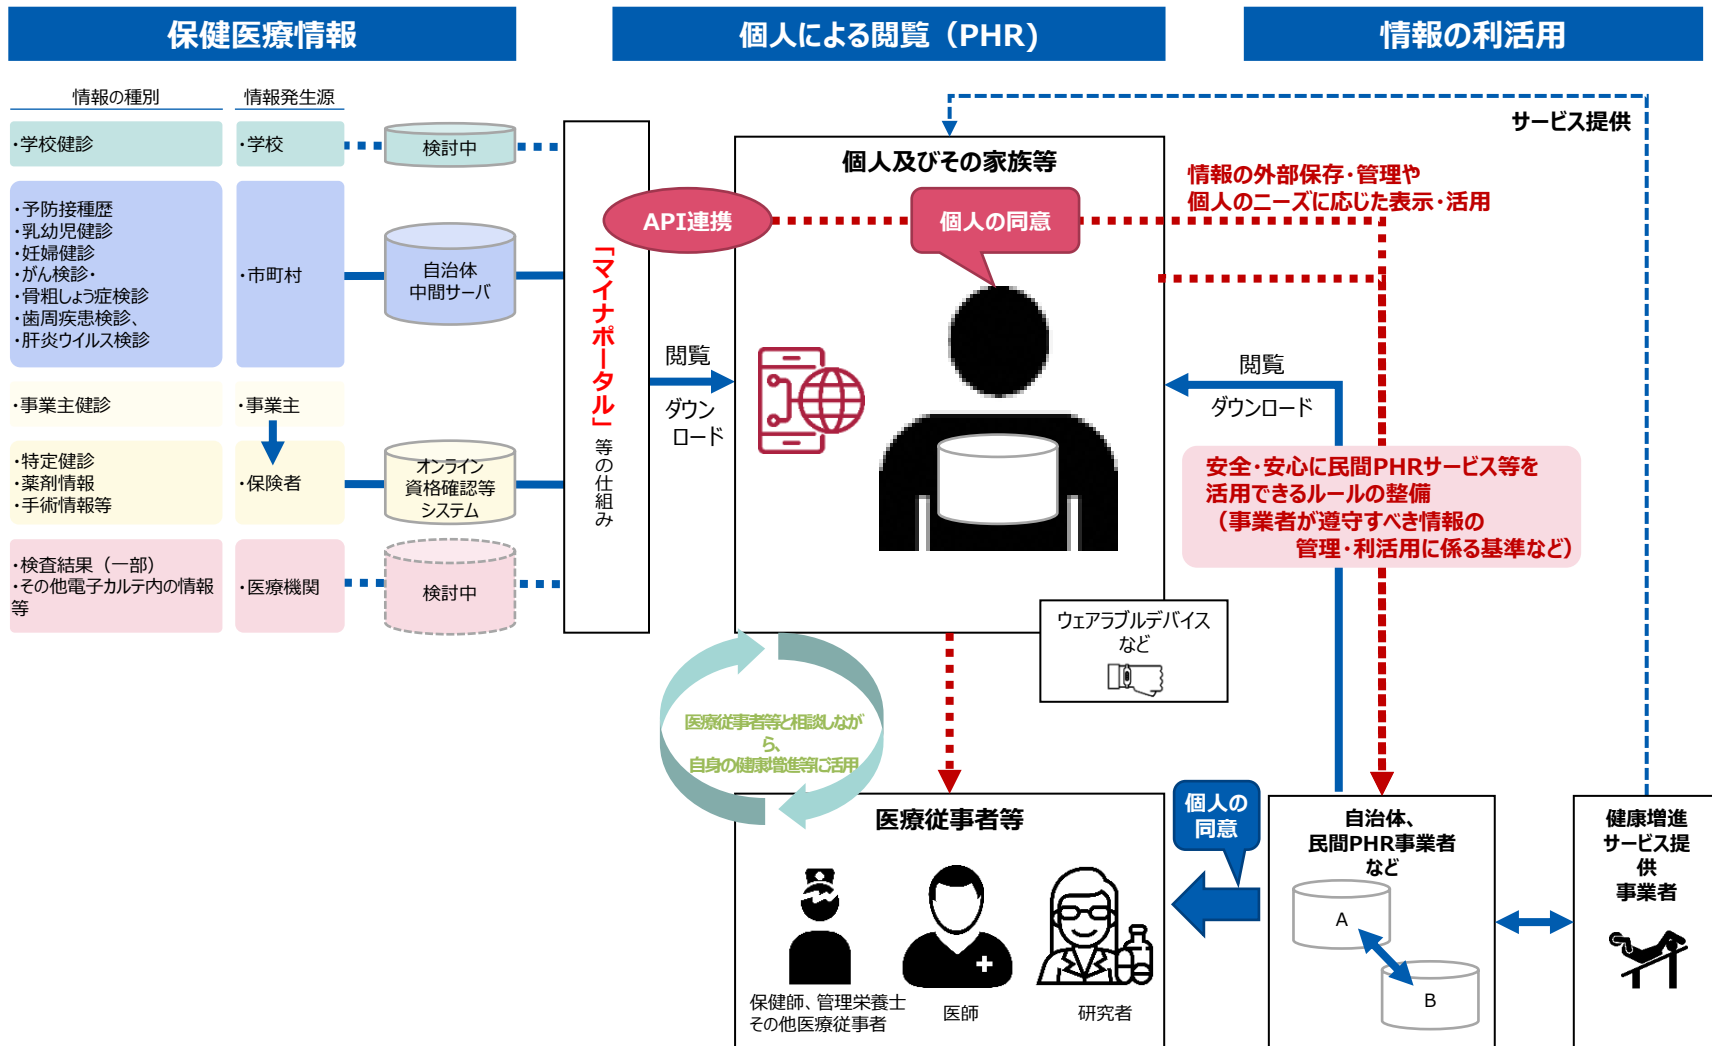 保健医療情報
個人による閲覧（PHR）
情報の利活用
情報の種別
情報発生源
・学校健診
・学校
検討中
・予防接種歴
・乳幼児健診
・妊婦健診
・がん検診・
・骨粗しょう症検診
・歯周疾患検診、
・肝炎ウイルス検診
・市町村
自治体
中間サーバ
・事業主健診
・事業主
・特定健診
・薬剤情報
・手術情報等
・保険者
オンライン
資格確認等
システム
・検査結果（一部）
・その他電子カルテ内の情報
等
・医療機関
検討中
「マイナポータル」等の仕組み
API連携
閲覧
ダウン
ロード
個人及びその家族等
個人の同意
ウェアラブルデバイス
など
サービス提供
情報の外部保存・管理や
個人のニーズに応じた表示・活用
閲覧
ダウンロード
安全・安心に民間PHRサービス等を
活用できるルールの整備
（事業者が遵守すべき情報の
管理・利活用に係る基準など）
医療従事者等と相談しなが
ら、
自身の健康増進等に活用
医療従事者等
保健師、管理栄養士
その他医療従事者
医師
研究者
個人の
同意
自治体、
民間PHR事業者
など
A
B
健康増進
サービス提
供
事業者